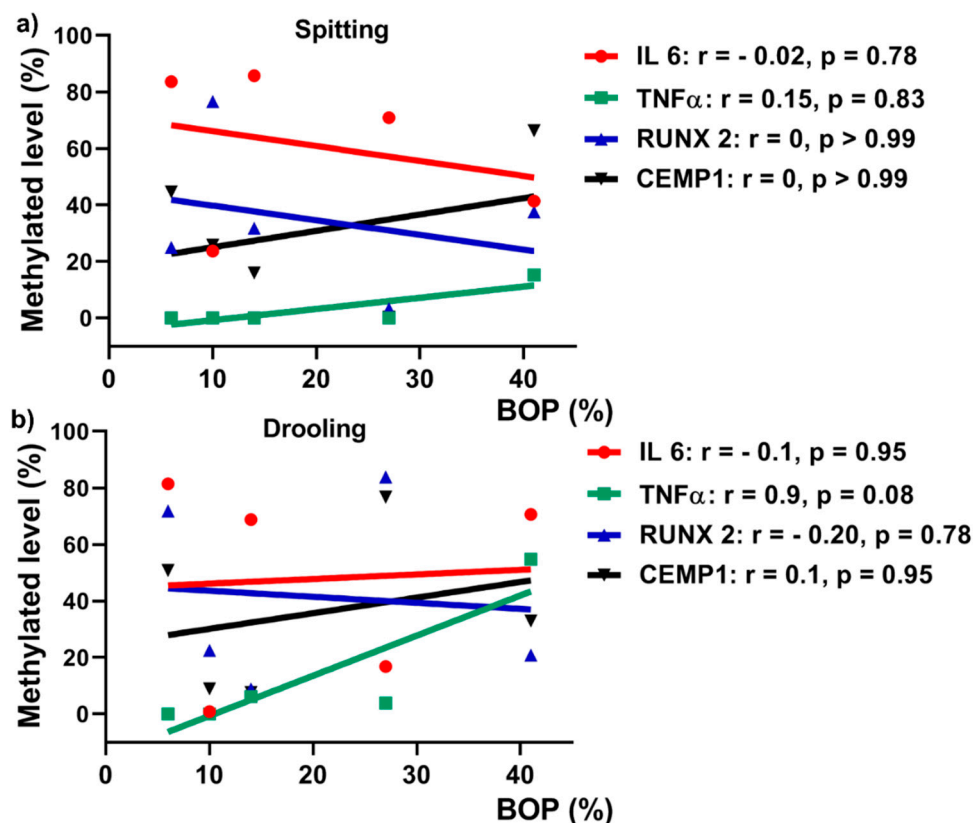 a)
Spitting
Methylated level (%)
100
80
60
40
20
0
0
10
20
30
40
BOP (%)
IL 6: r = - 0.02, p = 0.78
TNFα: r = 0.15, p = 0.83
RUNX 2: r = 0, p > 0.99
CEMP1: r = 0, p > 0.99
b)
Drooling
Methylated level (%)
100
80
60
40
20
0
0
10
20
30
40
BOP (%)
IL 6: r = - 0.1, p = 0.95
TNFα: r = 0.9, p = 0.08
RUNX 2: r = - 0.20, p = 0.78
CEMP1: r = 0.1, p = 0.95